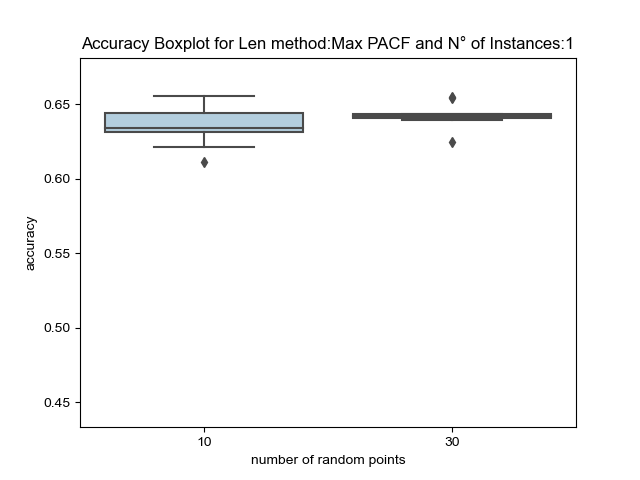 Accuracy Boxplot for Len method:Max PACF and N° of Instances:1
0.65
0.60
0.55
0.50
0.45
accuracy
10
30
number of random points